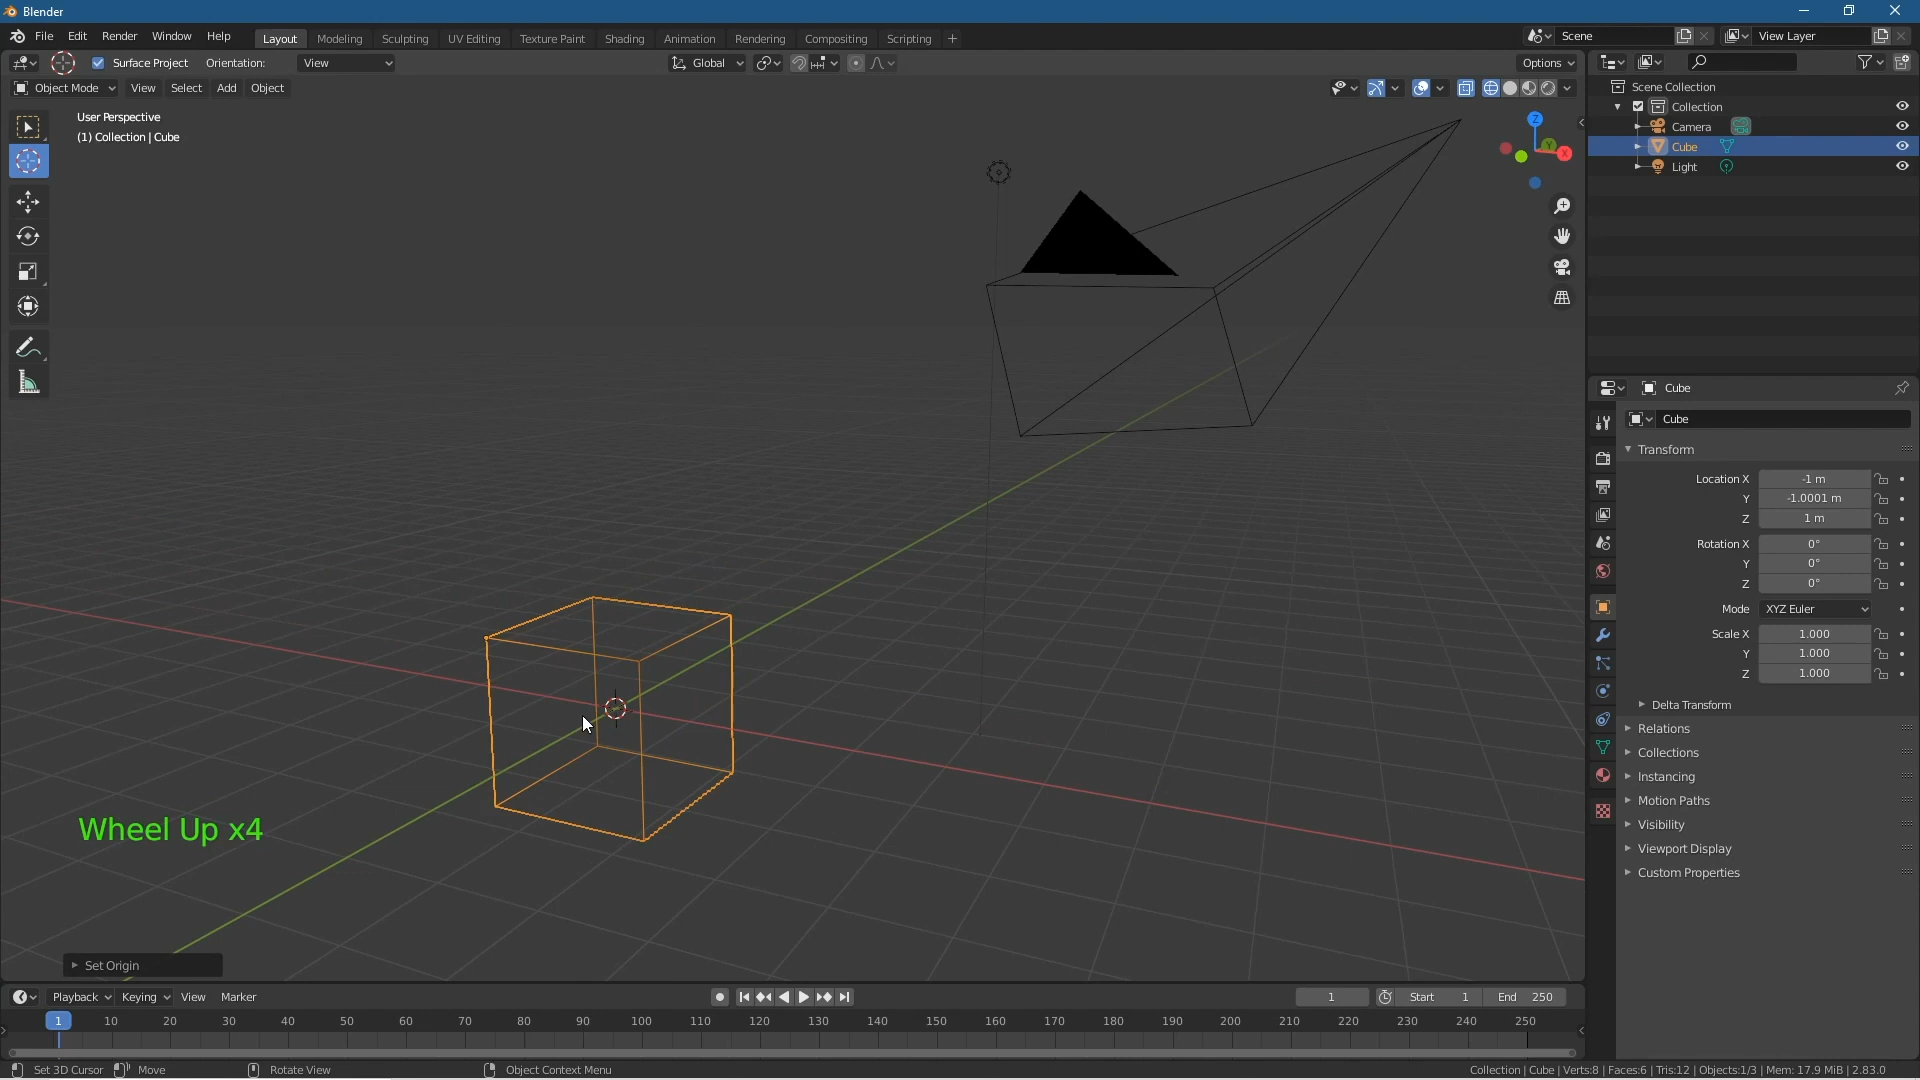 Blender
File Edit Render Window Help Layout Modeling Sculpting UV Editing Texture Paint Shading Animation Rendering Compositing Scripting + Scene View Layer
Surface Project Orientation: View Global Options
Object Mode View Select Add Object
User Perspective
(1) Collection | Cube
Z
Y
X
Scene Collection
Collection
Camera
Cube
Light
Cube
Cube
Transform
Location X -1 m
Y -1.0001 m
Z 1 m
Rotation X 0°
Y 0°
Z 0°
Mode XYZ Euler
Scale X 1.000
Y 1.000
Z 1.000
Delta Transform
Relations
Collections
Instancing
Motion Paths
Visibility
Viewport Display
Custom Properties
Wheel Up x4
Set Origin
Playback Keying View Marker 1 Start 1 End 250
1 10 20 30 40 50 60 70 80 90 100 110 120 130 140 150 160 170 180 190 200 210 220 230 240 250
Set 3D Cursor Move Rotate View Object Context Menu Collection | Cube | Verts:8 | Faces:6 | Tris:12 | Objects:1/3 | Mem: 17.9 MiB | 2.83.0